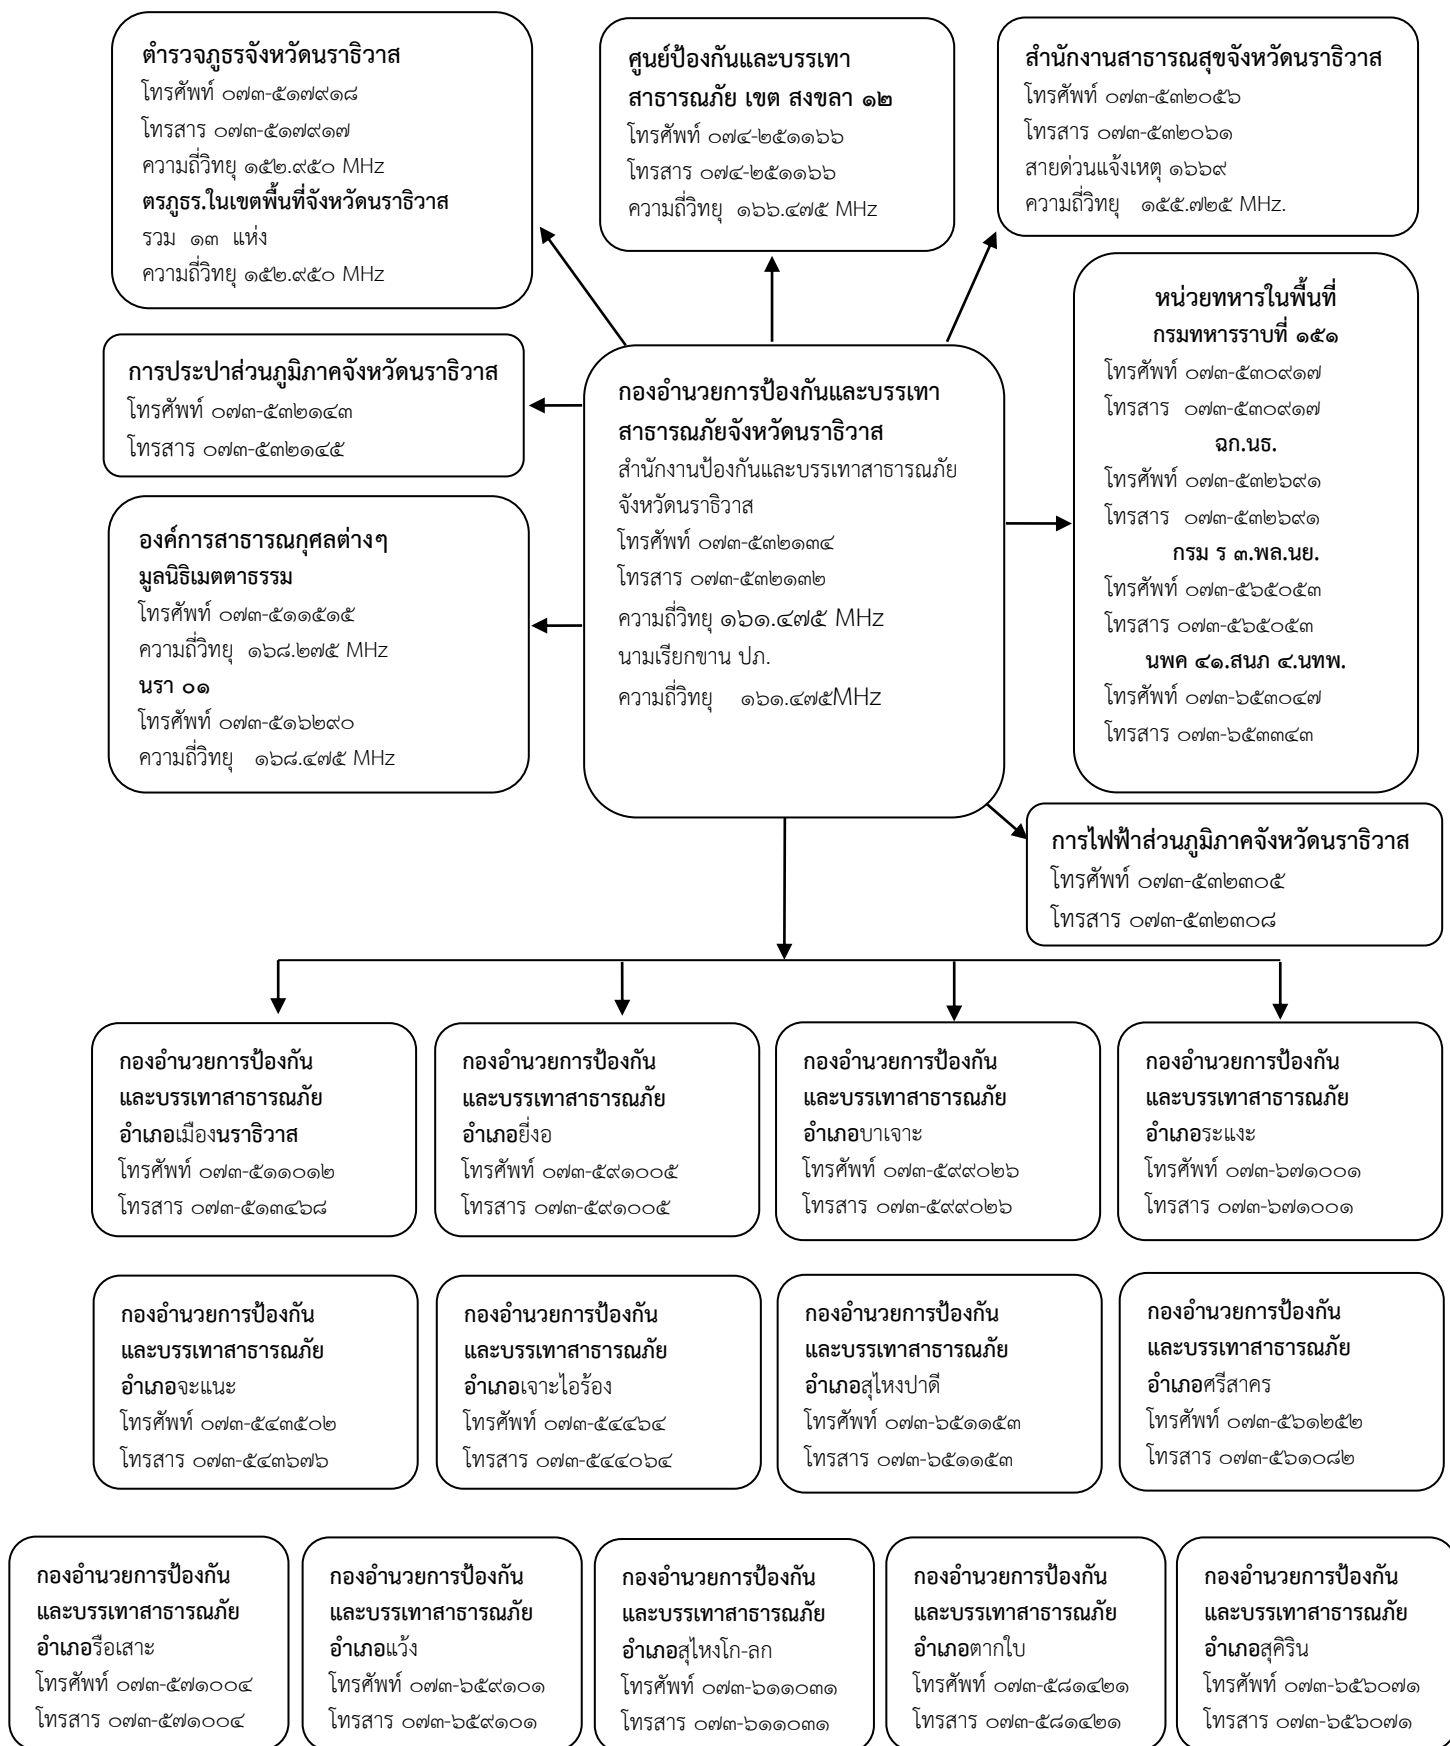 ตำรวจภูธรจังหวัดนราธิวาส
โทรศัพท์ ๐๗๓-๕๑๗๙๑๘
โทรสาร ๐๗๓-๕๑๗๙๑๗
ความถี่วิทยุ ๑๕๒.๙๕๐ MHz
ตรภูธร.ในเขตพื้นที่จังหวัดนราธิวาส
รวม ๑๓ แห่ง
ความถี่วิทยุ ๑๕๒.๙๕๐ MHz
ศูนย์ป้องกันและบรรเทา
สาธารณภัย เขต สงขลา ๑๒
โทรศัพท์ ๐๗๔-๒๕๑๑๖๖
โทรสาร ๐๗๔-๒๕๑๑๖๖
ความถี่วิทยุ ๑๖๖.๔๗๕ MHz
สำนักงานสาธารณสุขจังหวัดนราธิวาส
โทรศัพท์ ๐๗๓-๕๓๒๐๕๖
โทรสาร ๐๗๓-๕๓๒๐๖๑
สายด่วนแจ้งเหตุ ๑๖๖๙
ความถี่วิทยุ ๑๕๕.๗๒๕ MHz.
การประปาส่วนภูมิภาคจังหวัดนราธิวาส
โทรศัพท์ ๐๗๓-๕๓๒๑๔๓
โทรสาร ๐๗๓-๕๓๒๑๔๕
องค์การสาธารณกุศลต่างๆ
มูลนิธิเมตตาธรรม
โทรศัพท์ ๐๗๓-๕๑๑๕๑๕
ความถี่วิทยุ ๑๖๘.๒๗๕ MHz
นรา ๐๑
โทรศัพท์ ๐๗๓-๕๑๖๒๙๐
ความถี่วิทยุ ๑๖๘.๔๗๕ MHz
กองอำนวยการป้องกันและบรรเทา
สาธารณภัยจังหวัดนราธิวาส
สำนักงานป้องกันและบรรเทาสาธารณภัย
จังหวัดนราธิวาส
โทรศัพท์ ๐๗๓-๕๓๒๑๓๔
โทรสาร ๐๗๓-๕๓๒๑๓๒
ความถี่วิทยุ ๑๖๑.๔๗๕ MHz
นามเรียกขาน ปภ.
ความถี่วิทยุ ๑๖๑.๔๗๕MHz
หน่วยทหารในพื้นที่
กรมทหารราบที่ ๑๕๑
โทรศัพท์ ๐๗๓-๕๓๐๙๑๗
โทรสาร ๐๗๓-๕๓๐๙๑๗
ฉก.นธ.
โทรศัพท์ ๐๗๓-๕๓๒๖๙๑
โทรสาร ๐๗๓-๕๓๒๖๙๑
กรม ร ๓.พล.นย.
โทรศัพท์ ๐๗๓-๕๖๕๐๕๓
โทรสาร ๐๗๓-๕๖๕๐๕๓
นพค ๔๑.สนภ ๔.นทพ.
โทรศัพท์ ๐๗๓-๖๕๓๐๔๗
โทรสาร ๐๗๓-๖๕๓๓๔๓
การไฟฟ้าส่วนภูมิภาคจังหวัดนราธิวาส
โทรศัพท์ ๐๗๓-๕๓๒๓๐๕
โทรสาร ๐๗๓-๕๓๒๓๐๘
กองอำนวยการป้องกัน
และบรรเทาสาธารณภัย
อำเภอเมืองนราธิวาส
โทรศัพท์ ๐๗๓-๕๑๑๐๑๒
โทรสาร ๐๗๓-๕๑๓๔๖๘
กองอำนวยการป้องกัน
และบรรเทาสาธารณภัย
อำเภอยี่งอ
โทรศัพท์ ๐๗๓-๕๙๑๐๐๕
โทรสาร ๐๗๓-๕๙๑๐๐๕
กองอำนวยการป้องกัน
และบรรเทาสาธารณภัย
อำเภอบาเจาะ
โทรศัพท์ ๐๗๓-๕๙๙๐๒๖
โทรสาร ๐๗๓-๕๙๙๐๒๖
กองอำนวยการป้องกัน
และบรรเทาสาธารณภัย
อำเภอระแงะ
โทรศัพท์ ๐๗๓-๖๗๑๐๐๑
โทรสาร ๐๗๓-๖๗๑๐๐๑
กองอำนวยการป้องกัน
และบรรเทาสาธารณภัย
อำเภอจะแนะ
โทรศัพท์ ๐๗๓-๕๔๓๕๐๒
โทรสาร ๐๗๓-๕๔๓๖๗๖
กองอำนวยการป้องกัน
และบรรเทาสาธารณภัย
อำเภอเจาะไอร้อง
โทรศัพท์ ๐๗๓-๕๔๔๖๔
โทรสาร ๐๗๓-๕๔๔๐๖๔
กองอำนวยการป้องกัน
และบรรเทาสาธารณภัย
อำเภอสุไหงปาดี
โทรศัพท์ ๐๗๓-๖๕๑๑๕๓
โทรสาร ๐๗๓-๖๕๑๑๕๓
กองอำนวยการป้องกัน
และบรรเทาสาธารณภัย
อำเภอศรีสาคร
โทรศัพท์ ๐๗๓-๕๖๑๒๕๒
โทรสาร ๐๗๓-๕๖๑๐๘๒
กองอำนวยการป้องกัน
และบรรเทาสาธารณภัย
อำเภอรือเสาะ
โทรศัพท์ ๐๗๓-๕๗๑๐๐๔
โทรสาร ๐๗๓-๕๗๑๐๐๔
กองอำนวยการป้องกัน
และบรรเทาสาธารณภัย
อำเภอแว้ง
โทรศัพท์ ๐๗๓-๖๕๙๑๐๑
โทรสาร ๐๗๓-๖๕๙๑๐๑
กองอำนวยการป้องกัน
และบรรเทาสาธารณภัย
อำเภอสุไหงโก-ลก
โทรศัพท์ ๐๗๓-๖๑๑๐๓๑
โทรสาร ๐๗๓-๖๑๑๐๓๑
กองอำนวยการป้องกัน
และบรรเทาสาธารณภัย
อำเภอตากใบ
โทรศัพท์ ๐๗๓-๕๘๑๔๒๑
โทรสาร ๐๗๓-๕๘๑๔๒๑
กองอำนวยการป้องกัน
และบรรเทาสาธารณภัย
อำเภอสุคิริน
โทรศัพท์ ๐๗๓-๖๕๖๐๗๑
โทรสาร ๐๗๓-๖๕๖๐๗๑